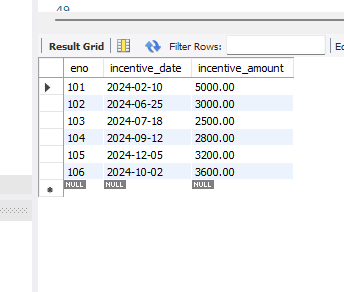 49
Result Grid Filter Rows: Ec
eno incentive_date incentive_amount
101 2024-02-10 5000.00
102 2024-06-25 3000.00
103 2024-07-18 2500.00
104 2024-09-12 2800.00
105 2024-12-05 3200.00
106 2024-10-02 3600.00
NULL NULL NULL